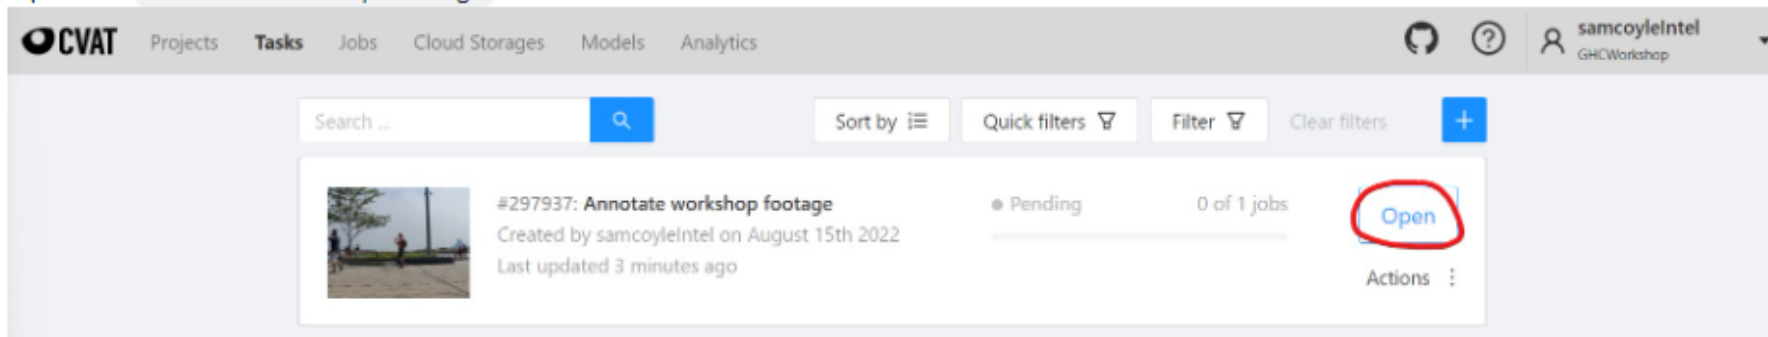 CVAT Projects Tasks Jobs Cloud Storages Models Analytics samcoyleIntel
GHCWorkshop
Search ... Sort by Quick filters Filter Clear filters +
#297937: Annotate workshop footage Pending 0 of 1 jobs Open
Created by samcoyleIntel on August 15th 2022
Last updated 3 minutes ago Actions